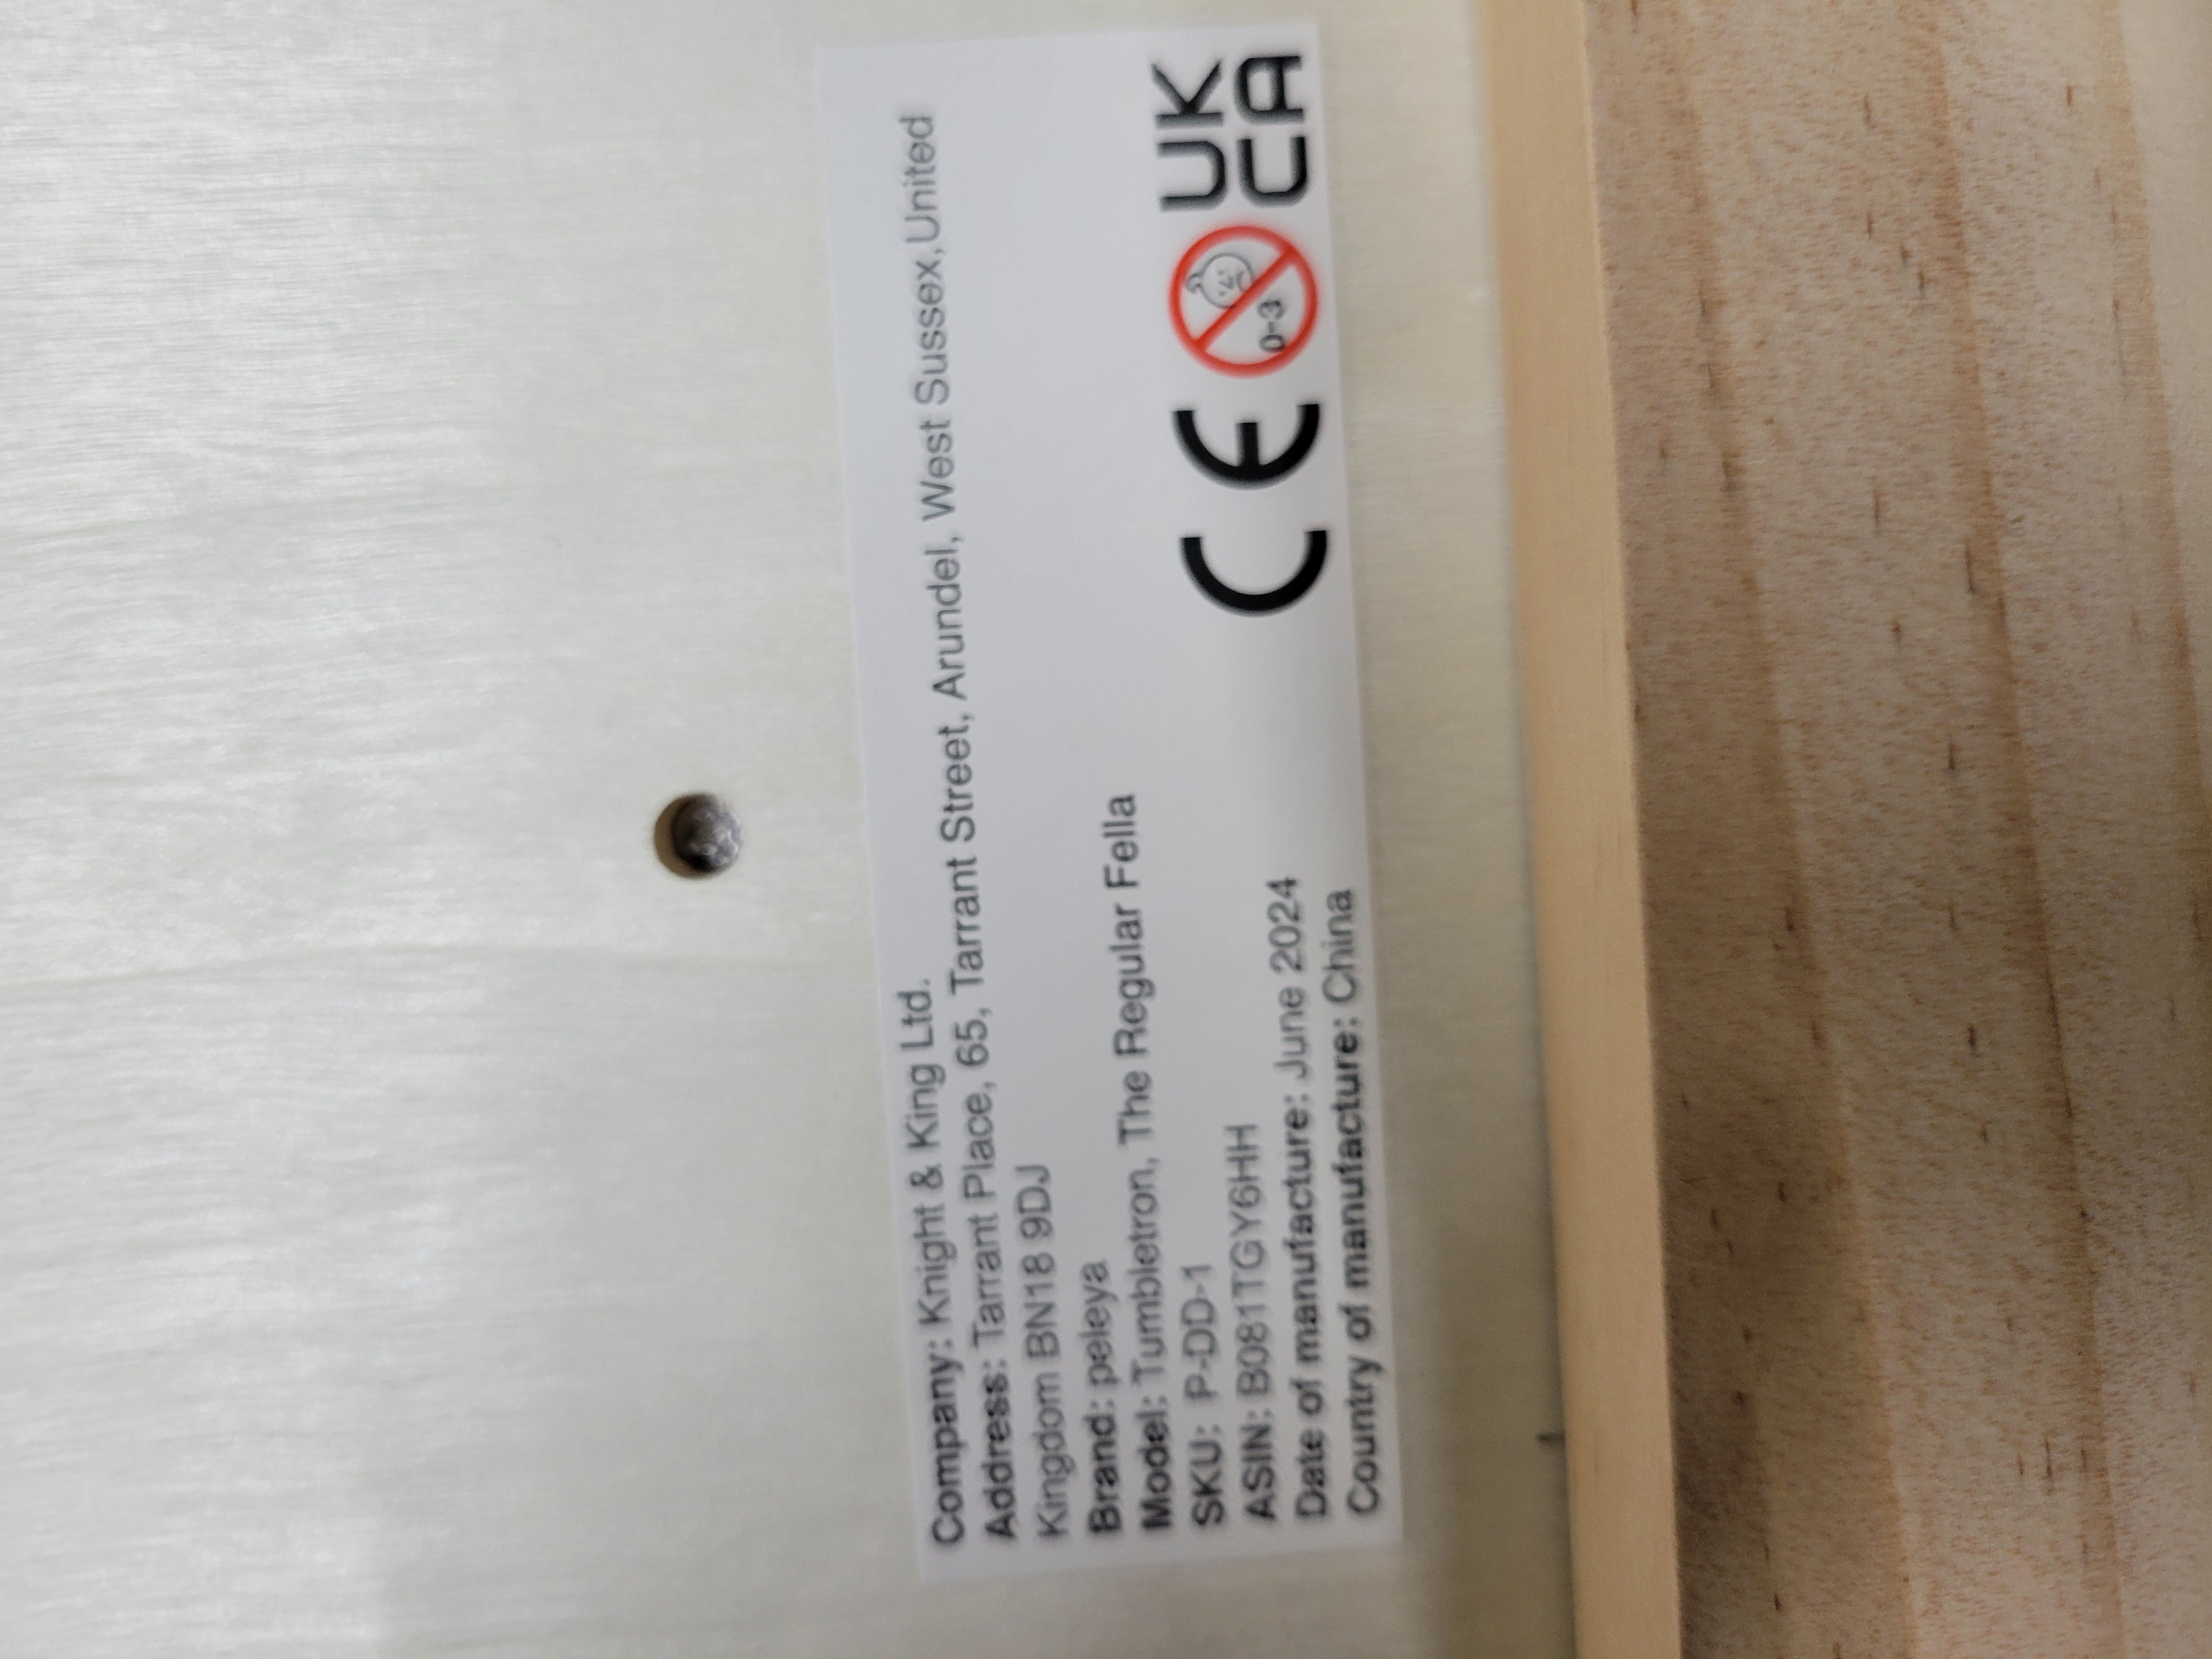 Company: Knight & King Ltd.
Address: Tarrant Place, 65, Tarrant Street, Arundel, West Sussex,United
Kingdom BN18 9DJ
Brand: peleya
Model: Tumbletron, The Regular Fella
SKU: P-DD-1
ASIN: B081TGY6HH
Date of manufacture: June 2024
Country of manufacture: China
CE
0-3
UK
CA